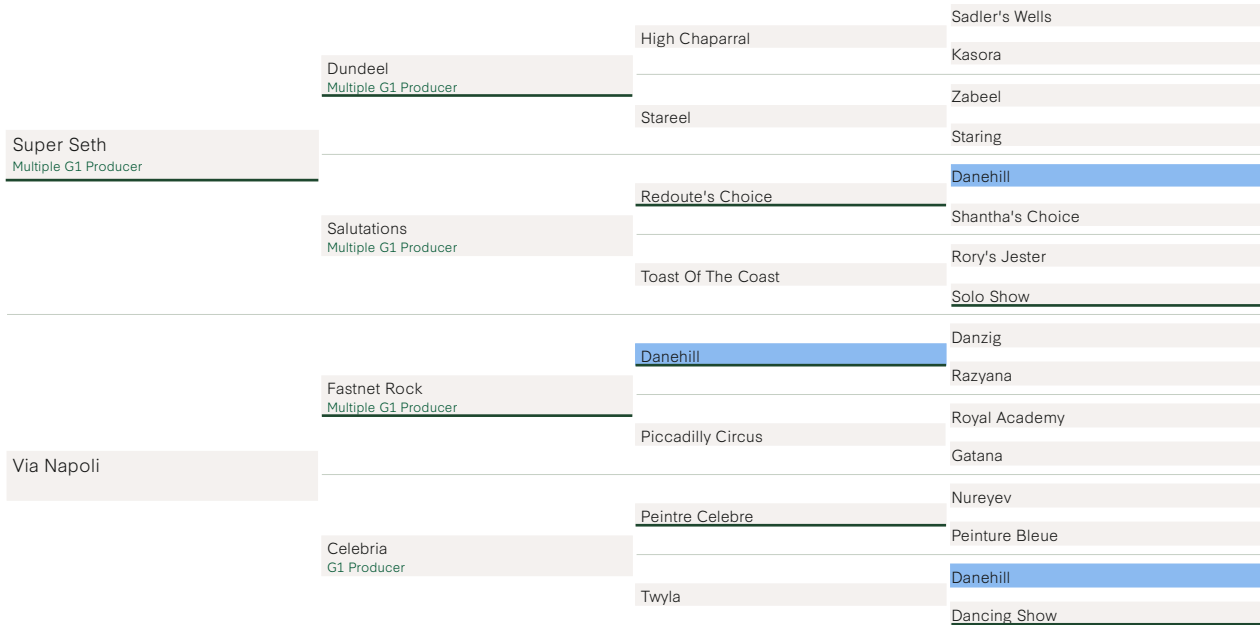 Super Seth
Multiple G1 Producer
Via Napoli
Dundeel
Multiple G1 Producer
Salutations
Multiple G1 Producer
Fastnet Rock
Multiple G1 Producer
Celebria
G1 Producer
High Chaparral
Stareel
Redoute's Choice
Toast Of The Coast
Danehill
Piccadilly Circus
Peintre Celebre
Twyla
Sadler's Wells
Kasora
Zabeel
Staring
Danehill
Shantha's Choice
Rory's Jester
Solo Show
Danzig
Razyana
Royal Academy
Gatana
Nureyev
Peinture Bleue
Danehill
Dancing Show